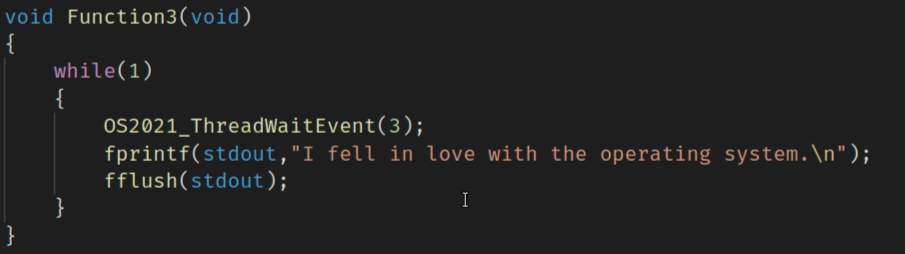 void Function3(void)
{
    while(1)
    {
        OS2021_ThreadWaitEvent(3);
        fprintf(stdout,"I fell in love with the operating system.\n");
        fflush(stdout);
    }
}